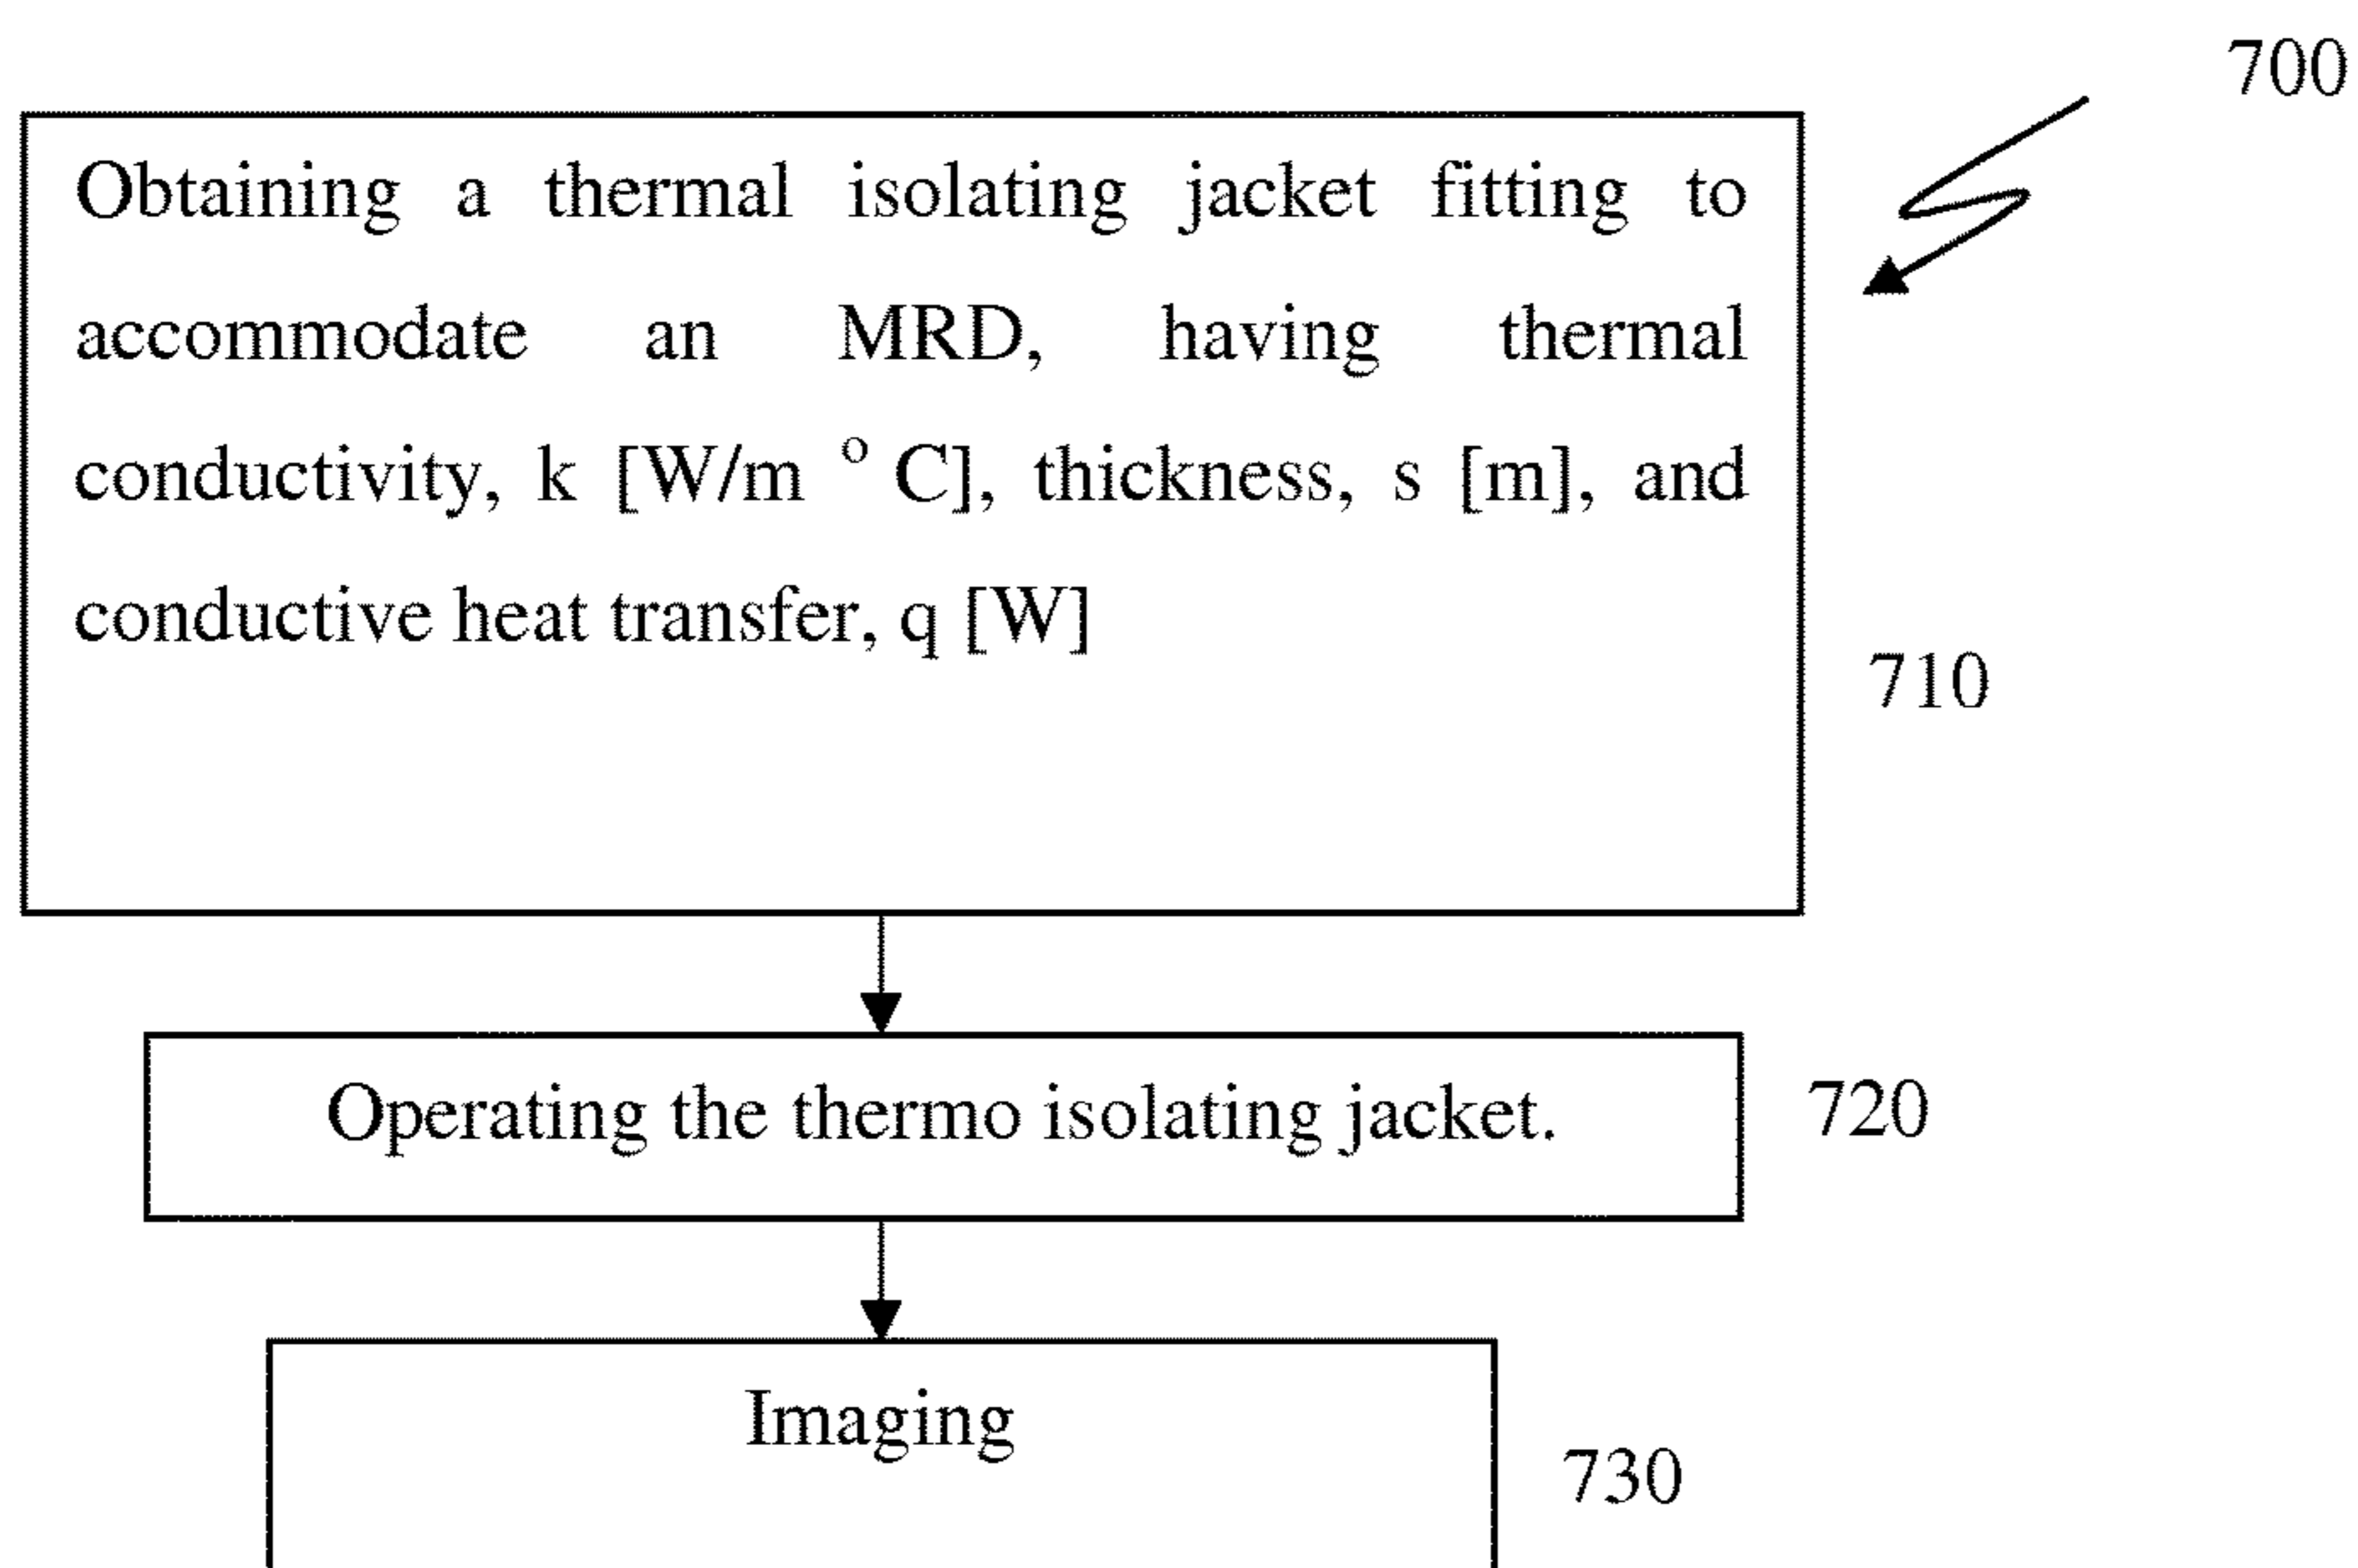 700
Obtaining a thermal isolating jacket fitting to
accommodate an MRD, having thermal
conductivity, k [W/m ° C], thickness, s [m], and
conductive heat transfer, q [W]
710
Operating the thermo isolating jacket.
720
Imaging
730